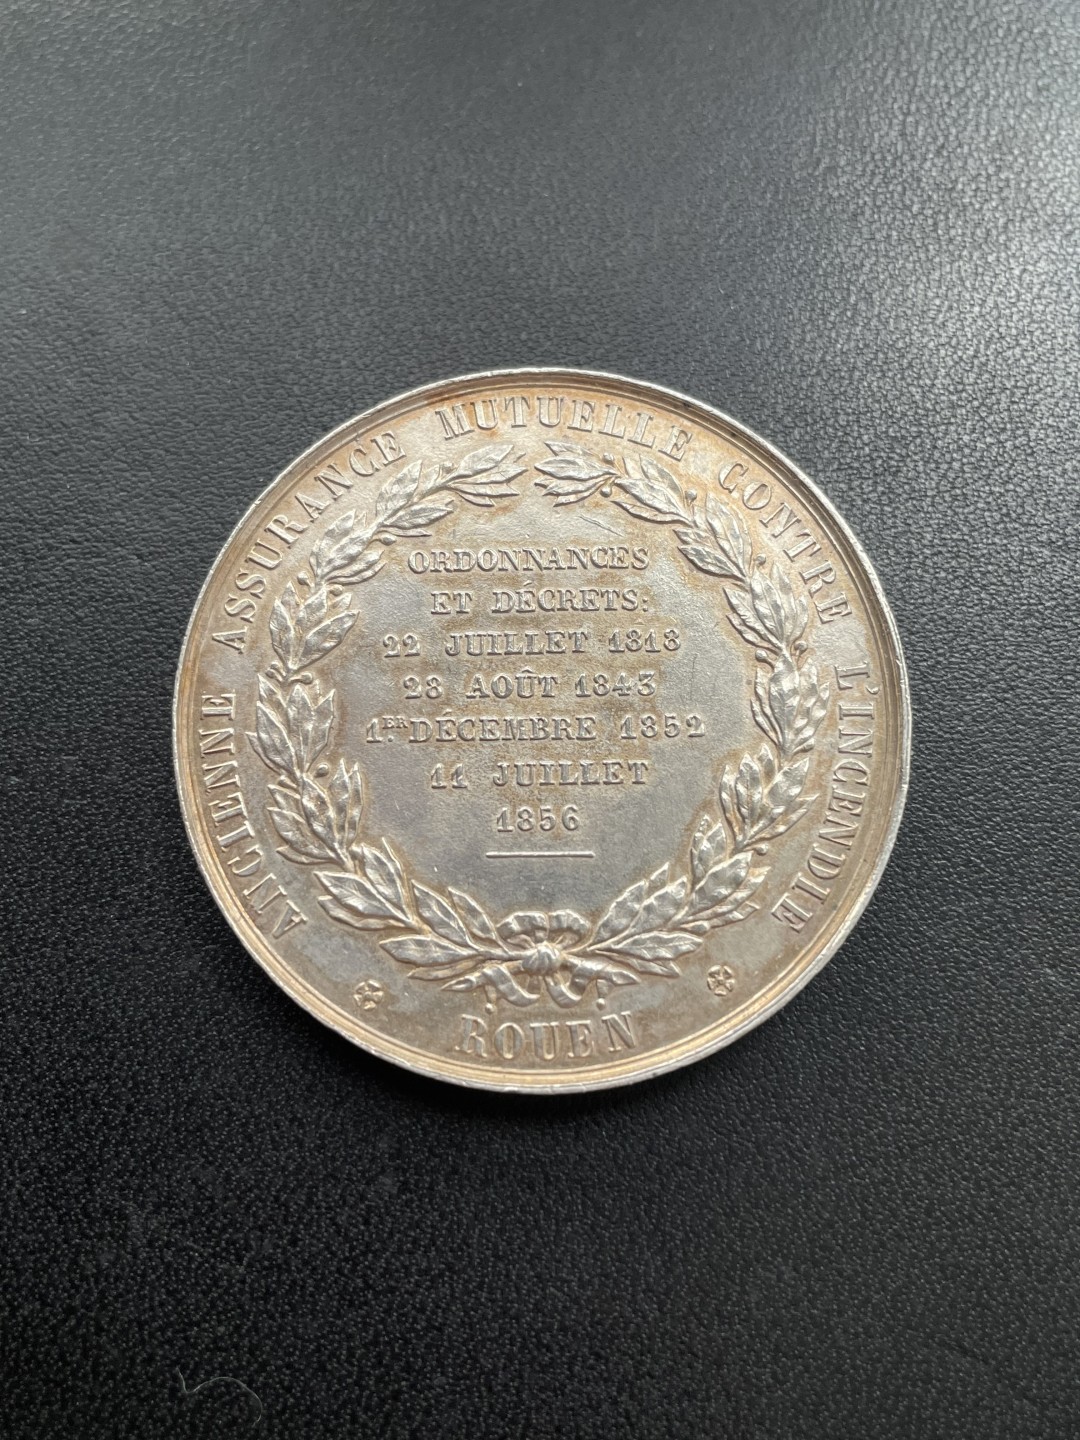 ANCIENNE ASSURANCE MUTUELLE CONTRE L'INCENDIE
ORDONNANCES
ET DÉCRETS:
22 JUILLET 1818
28 AOÛT 1843
1ER DÉCEMBRE 1852
11 JUILLET
1856
ROUEN